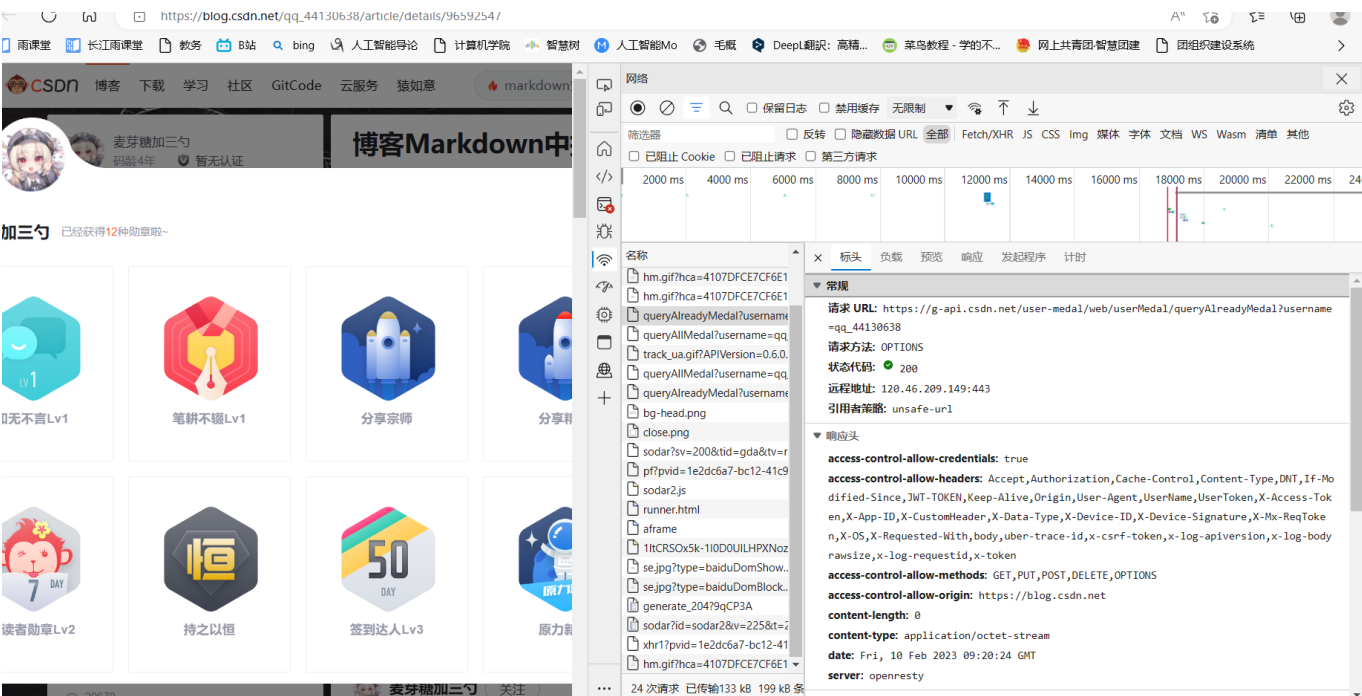 https://blog.csdn.net/qq_44130638/article/details/96592547
雨课堂 长江雨课堂 教务 B站 bing 人工智能导论 计算机学院 智慧树 人工智能Mo 毛概 DeepL翻訳：高精... 菜鸟教程 - 学的不... 网上共青团·智慧团建 团组织建设系统
CSDN 博客 下载 学习 社区 GitCode 云服务 猿如意 markdown
麦芽糖加三勺
码龄4年 暂无认证
博客Markdown中
加三勺 已经获得12种勋章啦~
LV 1
知无不言Lv1
笔耕不辍Lv1
分享宗师
分享精
7 DAY
恒
50
DAY
原力
读者勋章Lv2
持之以恒
签到达人Lv3
原力新
20678
麦芽糖加三勺 关注
网络
保留日志 禁用缓存 无限制
筛选器 反转 隐藏数据 URL 全部 Fetch/XHR JS CSS Img 媒体 字体 文档 WS Wasm 清单 其他
已阻止 Cookie 已阻止请求 第三方请求
2000 ms 4000 ms 6000 ms 8000 ms 10000 ms 12000 ms 14000 ms 16000 ms 18000 ms 20000 ms 22000 ms 24
名称
hm.gif?hca=4107DFCE7CF6E1
hm.gif?hca=4107DFCE7CF6E1
queryAlreadyMedal?username
queryAllMedal?username=qq_
track_ua.gif?APIVersion=0.6.0.
queryAllMedal?username=qq_
queryAlreadyMedal?username
bg-head.png
close.png
sodar?sv=200&tid=gda&tv=r
pf?pvid=1e2dc6a7-bc12-41c9
sodar2.js
runner.html
aframe
1ltCRSOx5k-1I0D0UILHPXNoz
se.jpg?type=baiduDomShow..
se.jpg?type=baiduDomBlock..
generate_204?9qCP3A
sodar?id=sodar2&v=225&t=2
xhr1?pvid=1e2dc6a7-bc12-41
hm.gif?hca=4107DFCE7CF6E1
24 次请求 已传输133 kB 199 kB 条
标头 负载 预览 响应 发起程序 计时
常规
请求 URL: https://g-api.csdn.net/user-medal/web/userMedal/queryAlreadyMedal?username
=qq_44130638
请求方法: OPTIONS
状态代码: 200
远程地址: 120.46.209.149:443
引用者策略: unsafe-url
响应头
access-control-allow-credentials: true
access-control-allow-headers: Accept,Authorization,Cache-Control,Content-Type,DNT,If-Mo
dified-Since,JWT-TOKEN,Keep-Alive,Origin,User-Agent,UserName,UserToken,X-Access-Tok
en,X-App-ID,X-CustomHeader,X-Data-Type,X-Device-ID,X-Device-Signature,X-Mx-ReqToke
n,X-OS,X-Requested-With,body,uber-trace-id,x-csrf-token,x-log-apiversion,x-log-body
rawsize,x-log-requestid,x-token
access-control-allow-methods: GET,PUT,POST,DELETE,OPTIONS
access-control-allow-origin: https://blog.csdn.net
content-length: 0
content-type: application/octet-stream
date: Fri, 10 Feb 2023 09:20:24 GMT
server: openresty